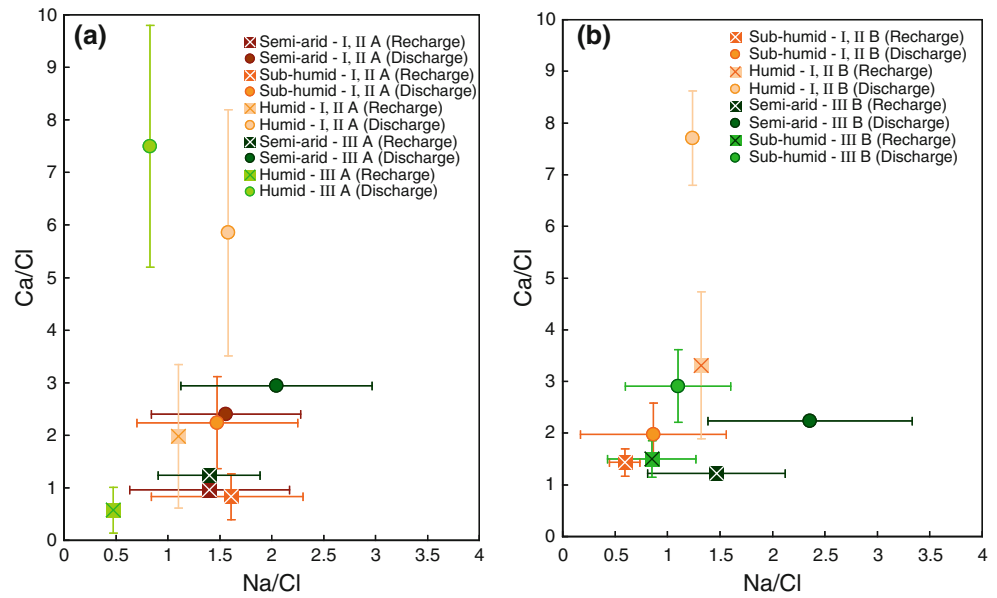 (a)
Semi-arid - I, II A (Recharge)
Semi-arid - I, II A (Discharge)
Sub-humid - I, II A (Recharge)
Sub-humid - I, II A (Discharge)
Humid - I, II A (Recharge)
Humid - I, II A (Discharge)
Semi-arid - III A (Recharge)
Semi-arid - III A (Discharge)
Humid - III A (Recharge)
Humid - III A (Discharge)
10
9
8
7
6
5
4
3
2
1
0
Ca/Cl
0 0.5 1 1.5 2 2.5 3 3.5 4
Na/Cl
(b)
Sub-humid - I, II B (Recharge)
Sub-humid - I, II B (Discharge)
Humid - I, II B (Recharge)
Humid - I, II B (Discharge)
Semi-arid - III B (Recharge)
Semi-arid - III B (Discharge)
Sub-humid - III B (Recharge)
Sub-humid - III B (Discharge)
10
9
8
7
6
5
4
3
2
1
0
0 0.5 1 1.5 2 2.5 3 3.5 4
Na/Cl